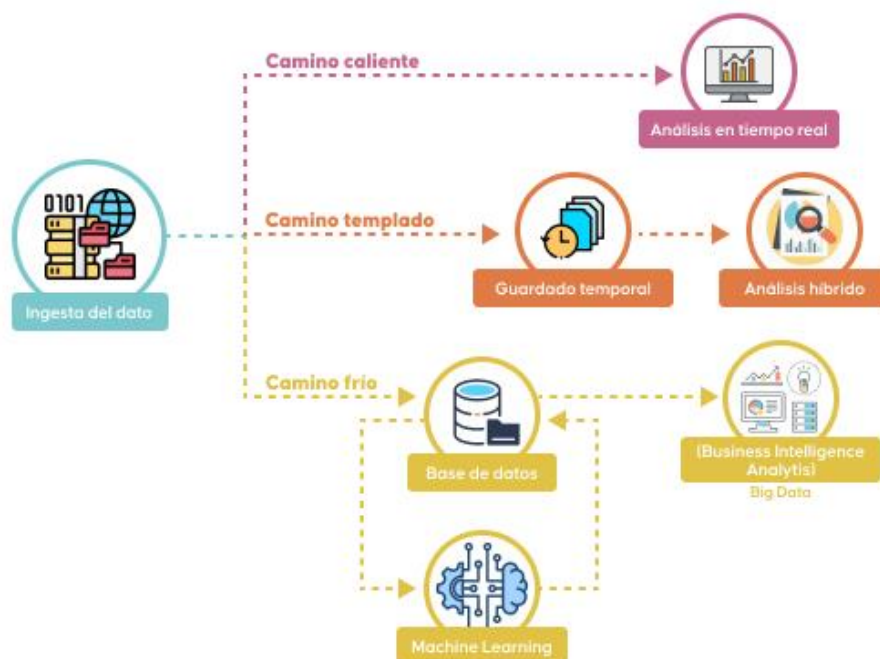 Camino caliente
Análisis en tiempo real
0101
Camino templado
Ingesta del dato
Guardado temporal
Análisis híbrido
Camino frío
Base de datos
(Business Intelligence
Analytis)
Big Data
Machine Learning